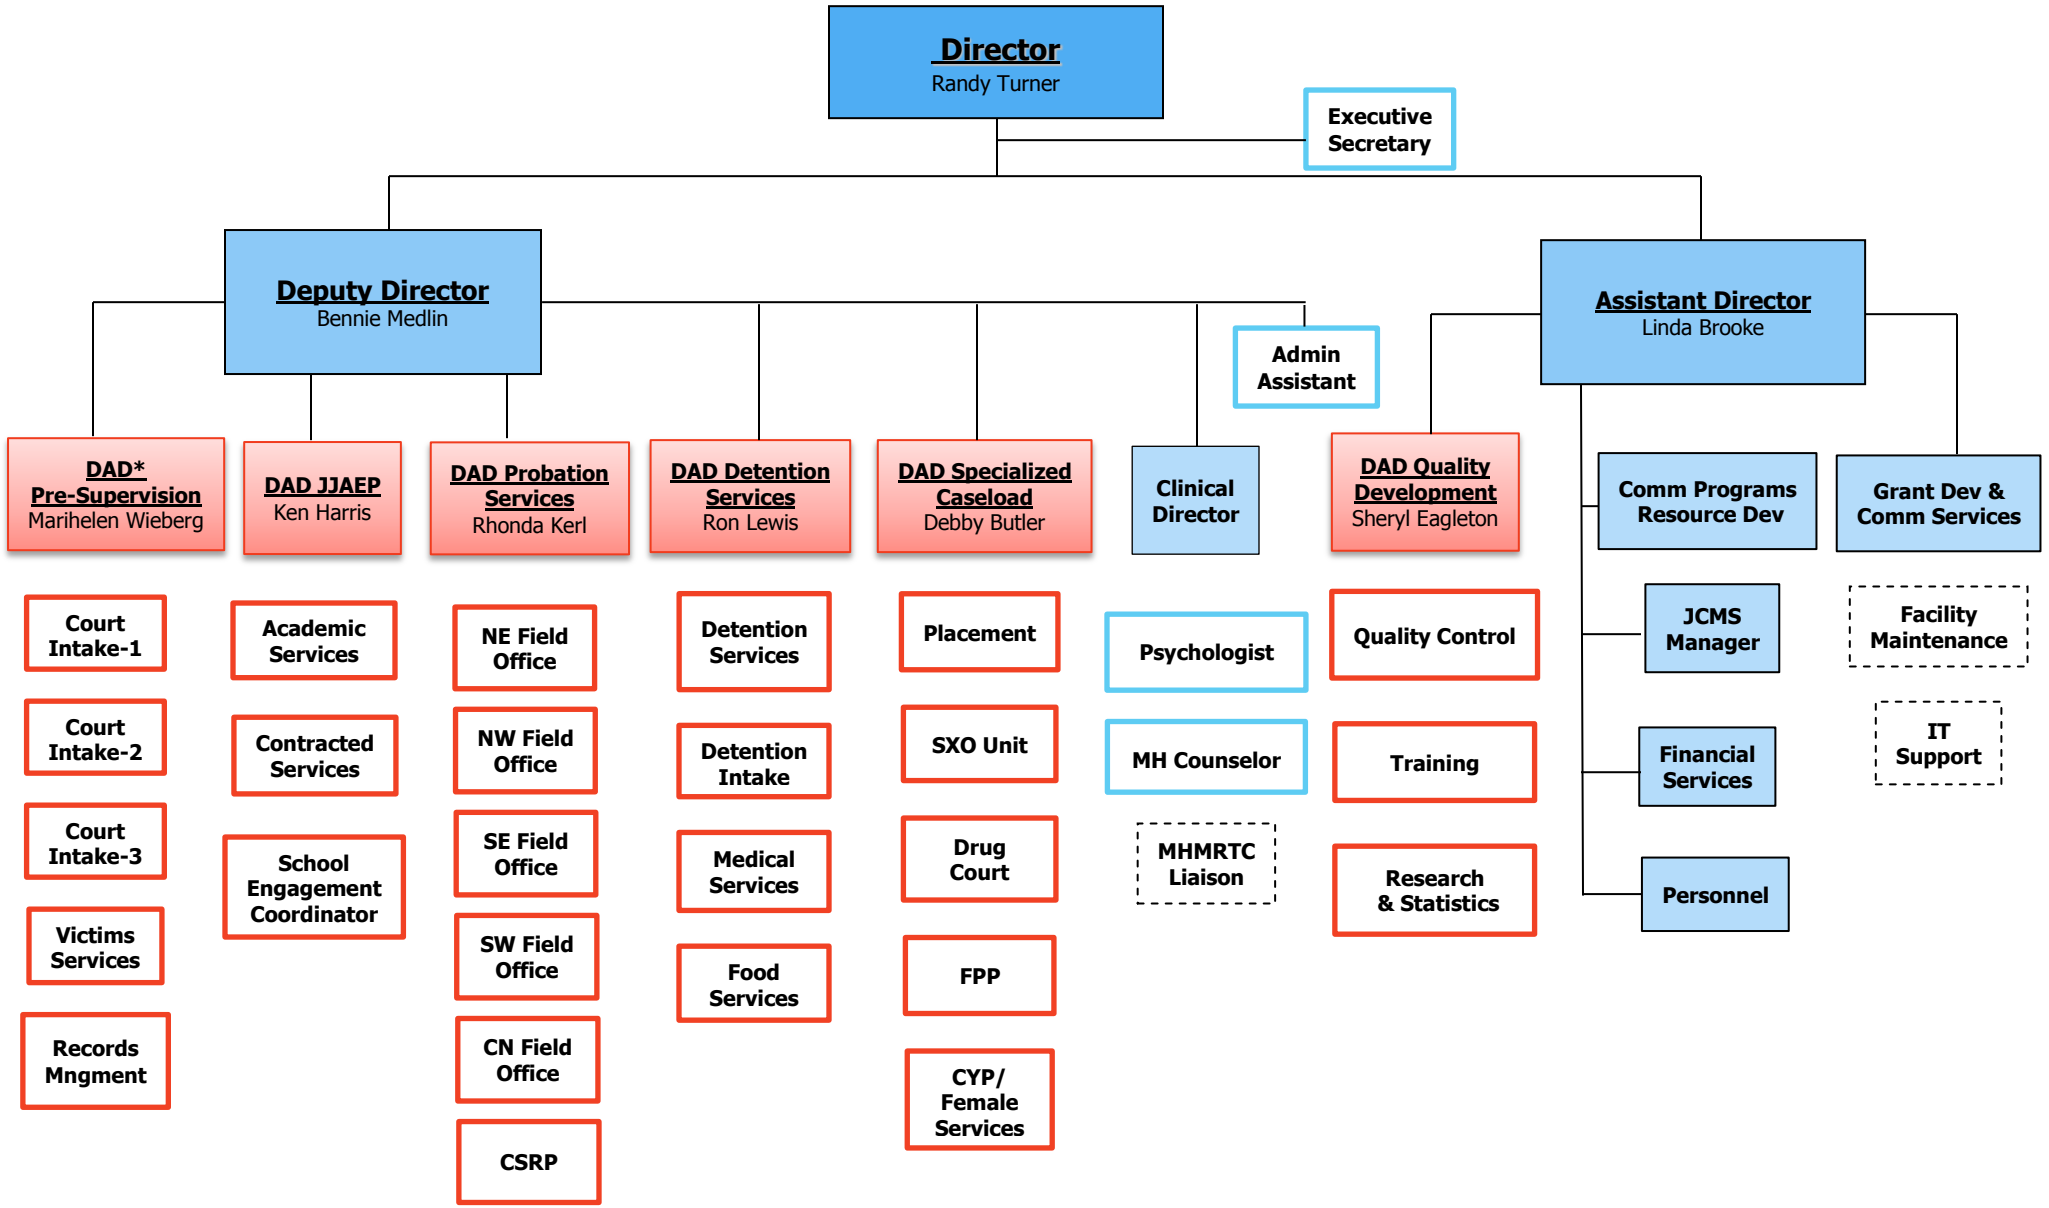 Director
Randy Turner
Executive
Secretary
Deputy Director
Bennie Medlin
Assistant Director
Linda Brooke
Admin
Assistant
DAD*
Pre-Supervision
Marihelen Wieberg
DAD JJAEP
Ken Harris
DAD Probation
Services
Rhonda Kerl
DAD Detention
Services
Ron Lewis
DAD Specialized
Caseload
Debby Butler
Clinical
Director
DAD Quality
Development
Sheryl Eagleton
Comm Programs
Resource Dev
Grant Dev &
Comm Services
Court
Intake-1
Court
Intake-2
Court
Intake-3
Victims
Services
Records
Mngment
Academic
Services
Contracted
Services
School
Engagement
Coordinator
NE Field
Office
NW Field
Office
SE Field
Office
SW Field
Office
CN Field
Office
CSRP
Detention
Services
Detention
Intake
Medical
Services
Food
Services
Placement
SXO Unit
Drug
Court
FPP
CYP/
Female
Services
Psychologist
MH Counselor
MHMRTC
Liaison
Quality Control
Training
Research
& Statistics
JCMS
Manager
Financial
Services
Personnel
Facility
Maintenance
IT
Support